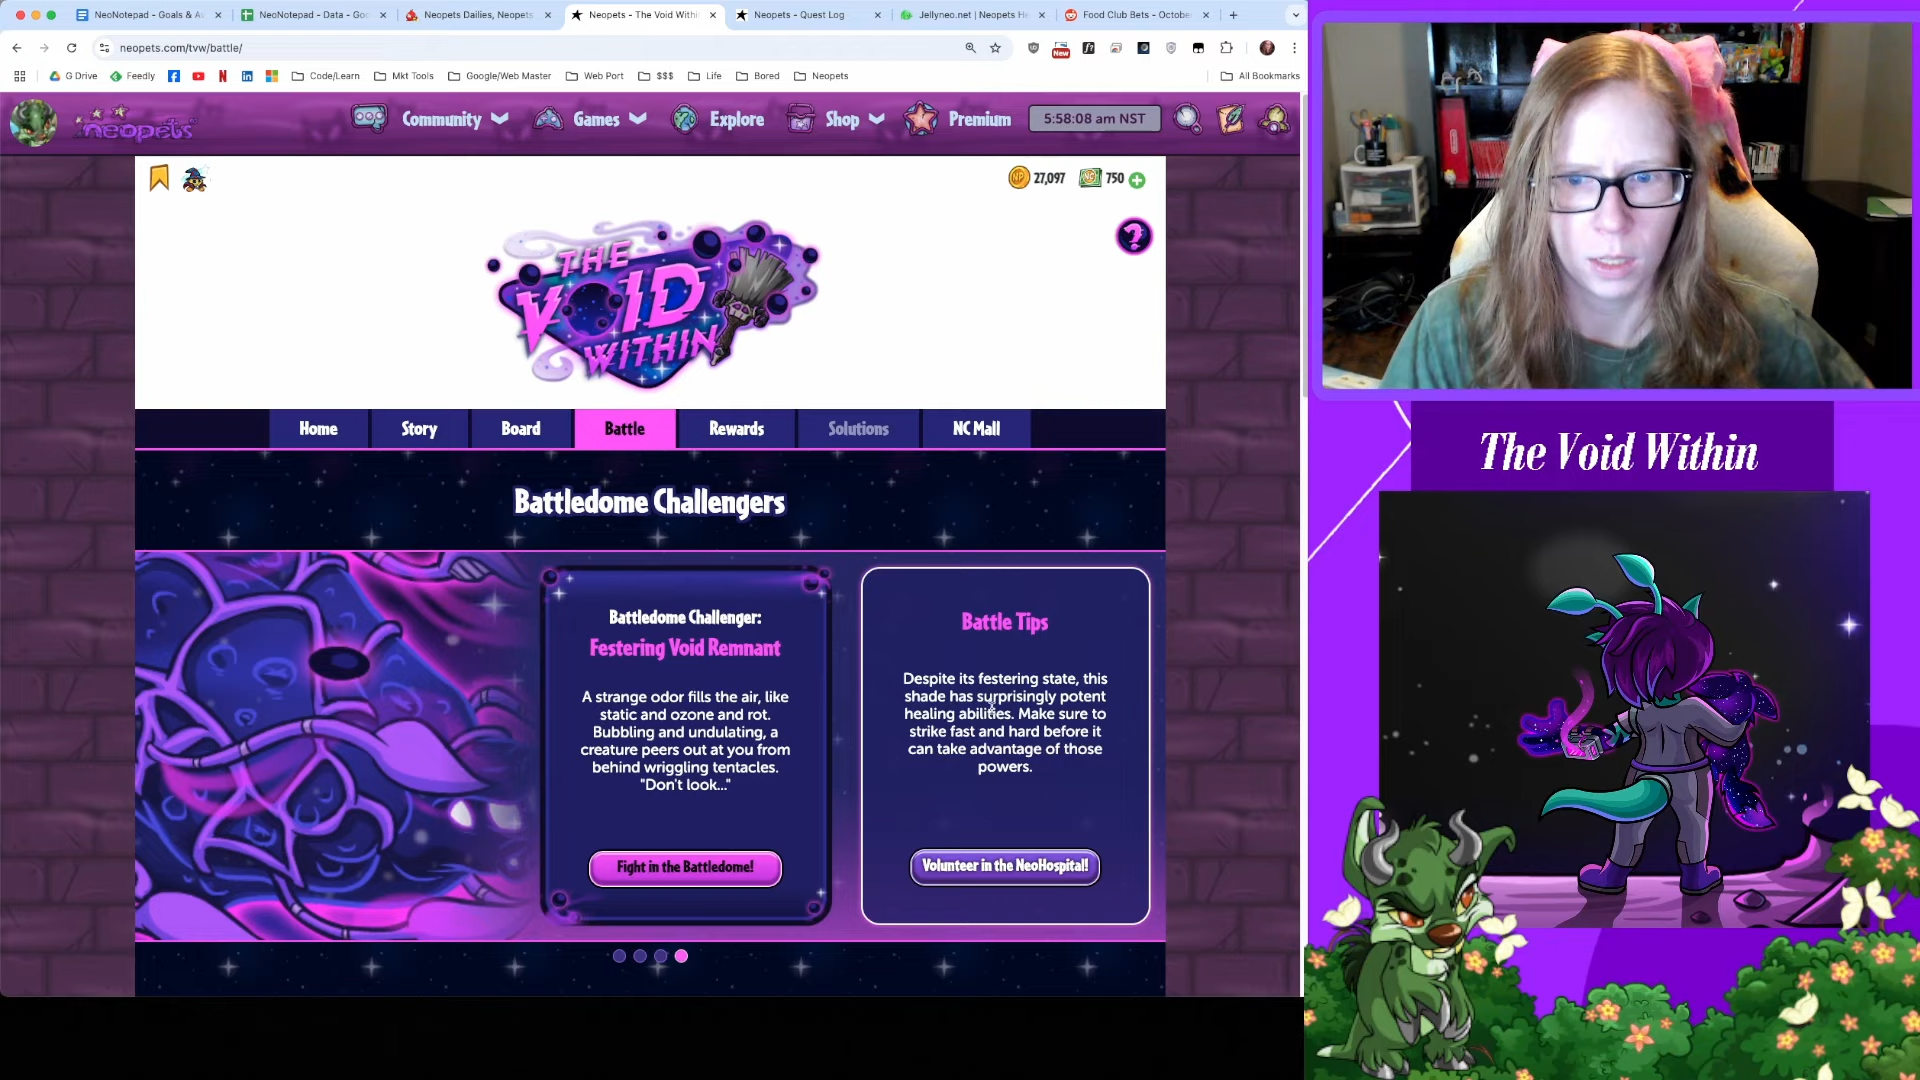 NeoNotepad - Goals & A
NeoNotepad - Data - Goo
Neopets Dailies, Neopets
Neopets - The Void Withi
Neopets - Quest Log
Jellyneo.net | Neopets He
Food Club Bets - October
neopets.com/tvw/battle/
New
G Drive
Feedly
Code/Learn
Mkt Tools
Google/Web Master
Web Port
$$$
Life
Bored
Neopets
All Bookmarks
neopets
Community
Games
Explore
Shop
Premium
5:58:08 am NST
NP 27,097
NC 750
THE VOID WITHIN
?
Home
Story
Board
Battle
Rewards
Solutions
NC Mall
Battledome Challengers
Battledome Challenger:
Festering Void Remnant
A strange odor fills the air, like
static and ozone and rot.
Bubbling and undulating, a
creature peers out at you from
behind wriggling tentacles.
"Don't look..."
Fight in the Battledome!
Battle Tips
Despite its festering state, this
shade has surprisingly potent
healing abilities. Make sure to
strike fast and hard before it
can take advantage of those
powers.
Volunteer in the NeoHospital!
The Void Within